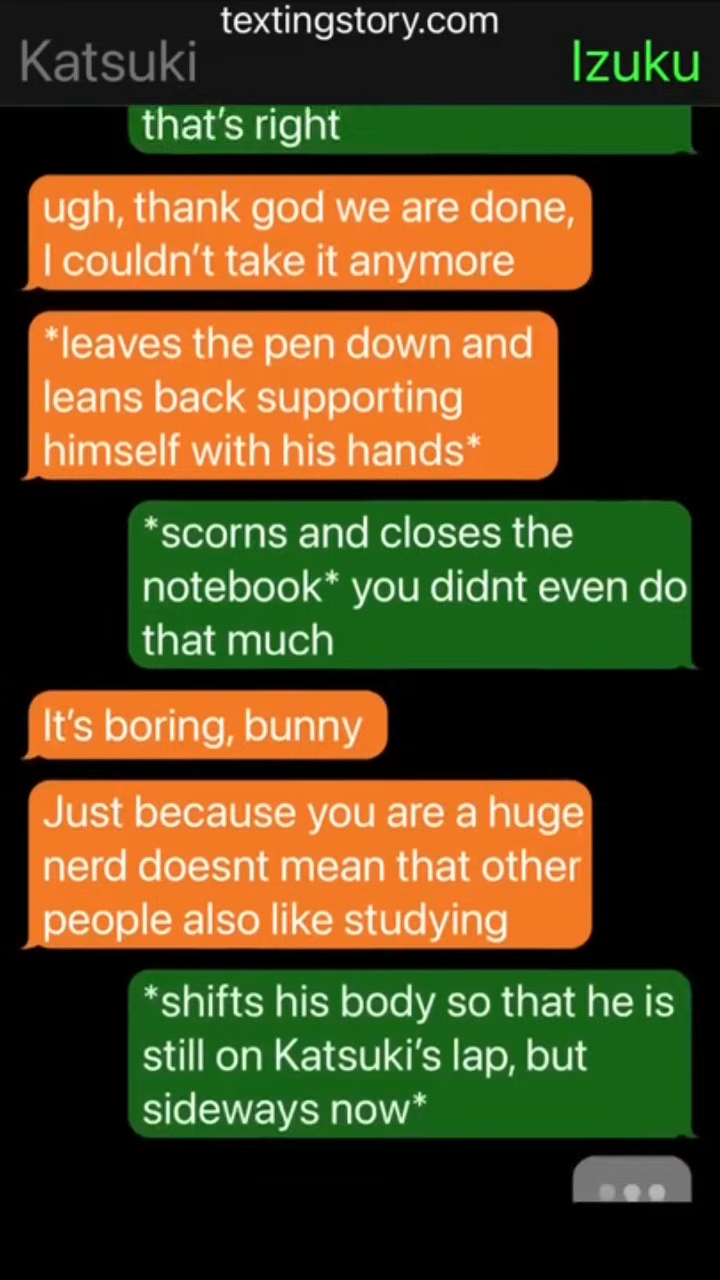 textingstory.com
Katsuki
Izuku
that's right
ugh, thank god we are done,
I couldn't take it anymore
*leaves the pen down and
leans back supporting
himself with his hands*
*scorns and closes the
notebook* you didnt even do
that much
It's boring, bunny
Just because you are a huge
nerd doesnt mean that other
people also like studying
*shifts his body so that he is
still on Katsuki's lap, but
sideways now*